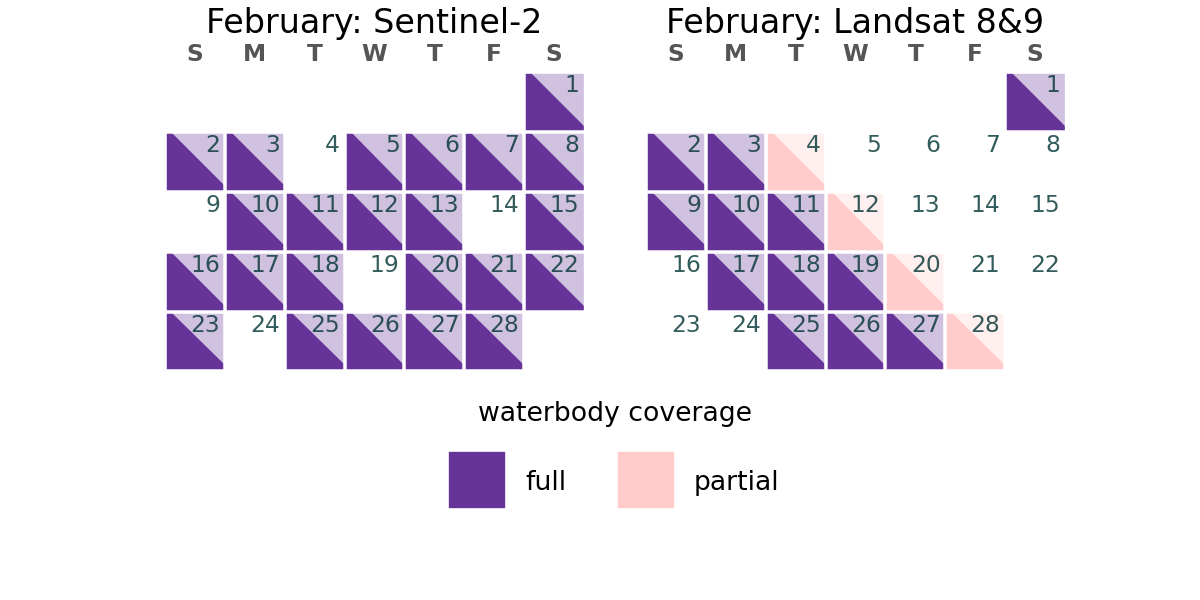 February: Sentinel-2
S M T W T F S
1
2 3 4 5 6 7 8
9 10 11 12 13 14 15
16 17 18 19 20 21 22
23 24 25 26 27 28
February: Landsat 8&9
S M T W T F S
1
2 3 4 5 6 7 8
9 10 11 12 13 14 15
16 17 18 19 20 21 22
23 24 25 26 27 28
waterbody coverage
full partial